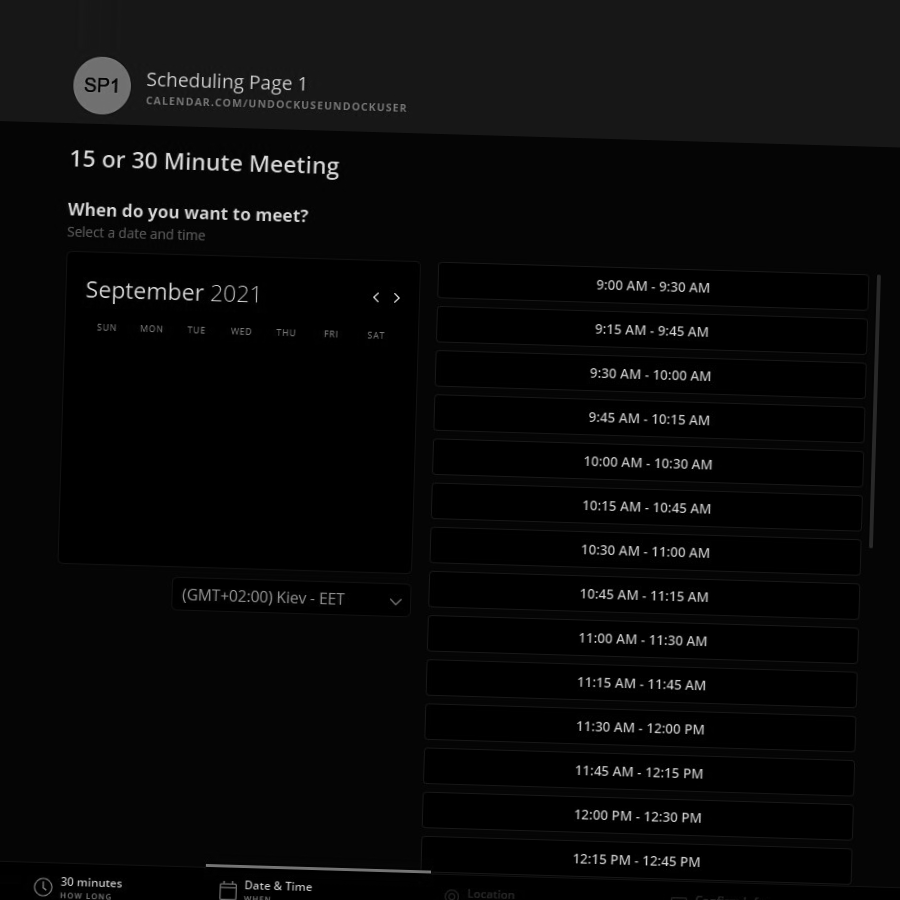 SP1
Scheduling Page 1
CALENDAR.COM/UNDOCKUSEUNDOCKUSER
15 or 30 Minute Meeting
When do you want to meet?
Select a date and time
September 2021
SUN MON TUE WED THU FRI SAT
(GMT+02:00) Kiev - EET
9:00 AM - 9:30 AM
9:15 AM - 9:45 AM
9:30 AM - 10:00 AM
9:45 AM - 10:15 AM
10:00 AM - 10:30 AM
10:15 AM - 10:45 AM
10:30 AM - 11:00 AM
10:45 AM - 11:15 AM
11:00 AM - 11:30 AM
11:15 AM - 11:45 AM
11:30 AM - 12:00 PM
11:45 AM - 12:15 PM
12:00 PM - 12:30 PM
12:15 PM - 12:45 PM
30 minutes
HOW LONG
Date & Time
WHEN
Location